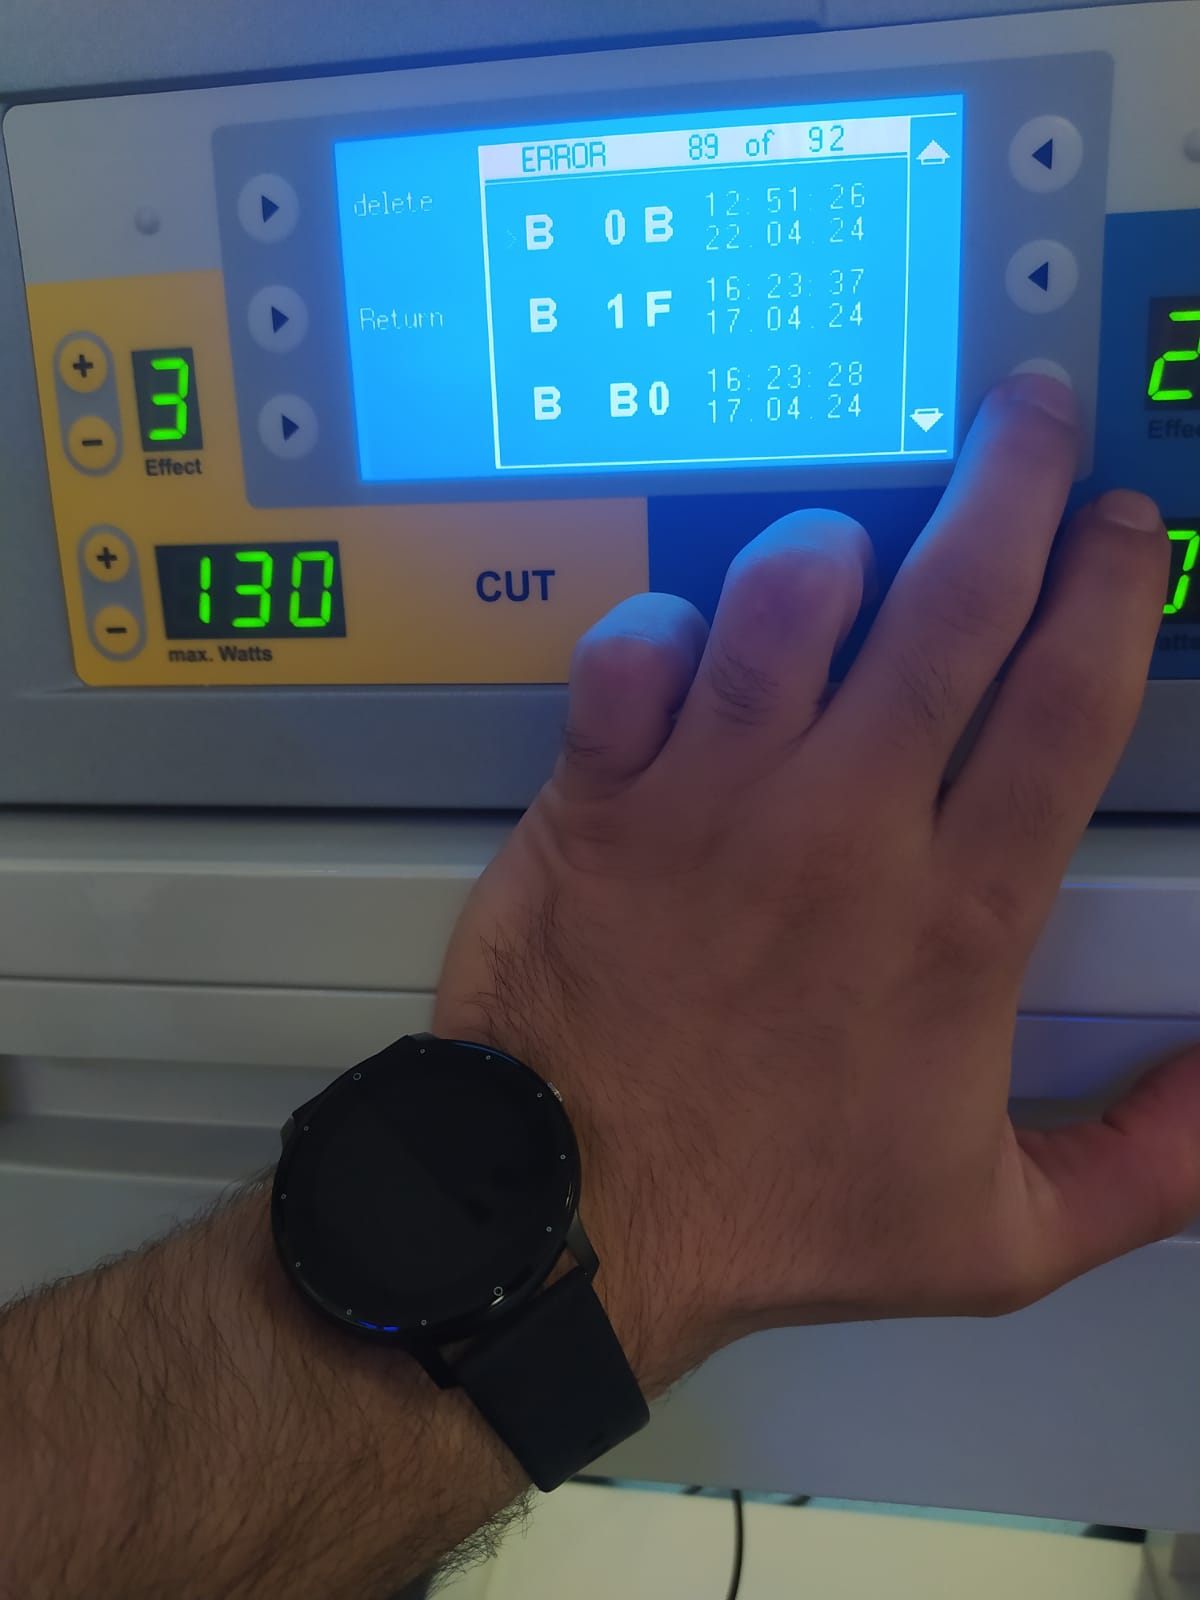 ERROR 89 of 92
delete
B 0B 12:51:26
22.04.24
Return
B 1F 16:23:37
17.04.24
B B0 16:23:28
17.04.24
+
3
-
Effect
+
130
-
max. Watts
CUT
2